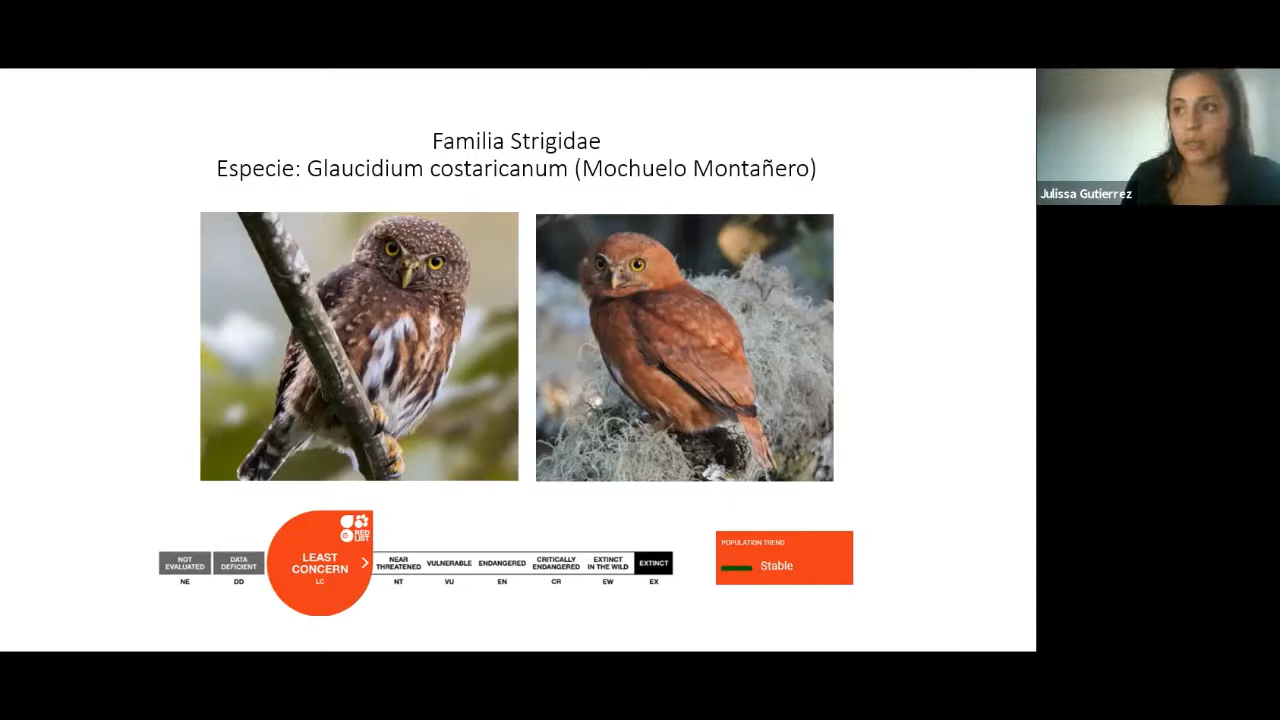 Familia Strigidae
Especie: Glaucidium costaricanum (Mochuelo Montañero)
Julissa Gutierrez
NOT EVALUATED
NE
DATA DEFICIENT
DD
LEAST CONCERN
LC
RED LIST
NEAR THREATENED
NT
VULNERABLE
VU
ENDANGERED
EN
CRITICALLY ENDANGERED
CR
EXTINCT IN THE WILD
EW
EXTINCT
EX
POPULATION TREND
Stable